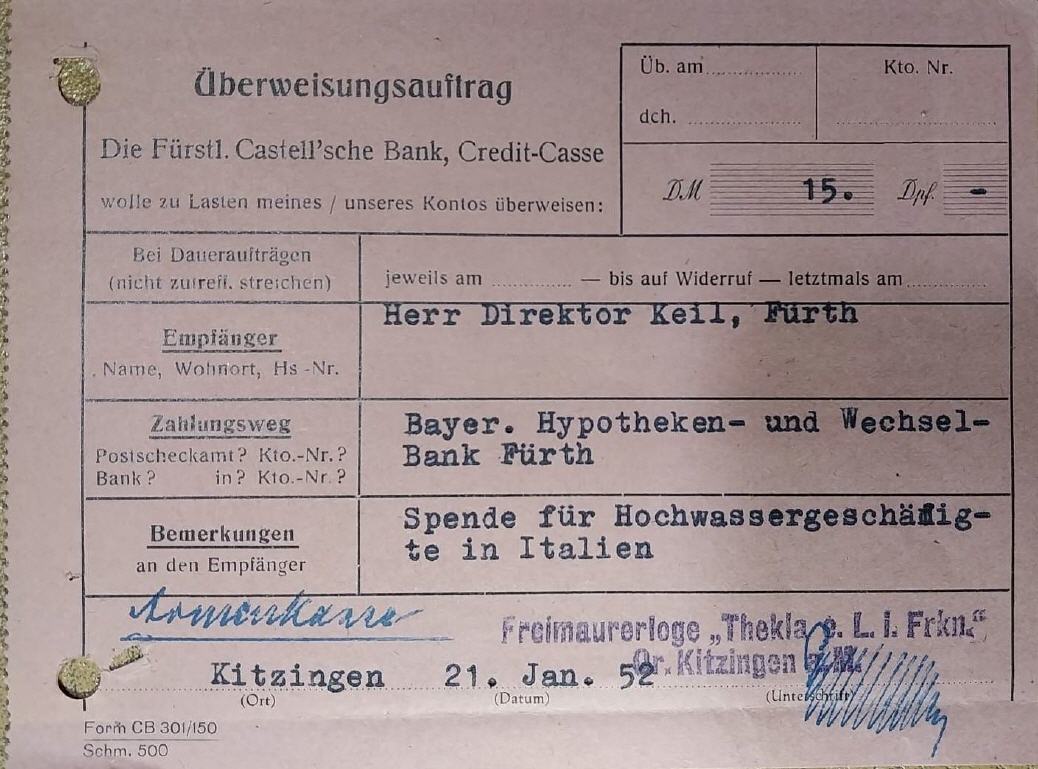 Überweisungsauftrag
Üb. am
Kto. Nr.
dch.
Die Fürstl. Castell'sche Bank, Credit-Casse
wolle zu Lasten meines / unseres Kontos überweisen:
DM 15. Dpf. -
Bei Daueraufträgen
(nicht zutreff. streichen)
jeweils am — bis auf Widerruf — letztmals am
Herr Direktor Keil, Fürth
Empfänger
Name, Wohnort, Hs-Nr.
Zahlungsweg
Postscheckamt? Kto.-Nr.?
Bank? in? Kto.-Nr.?
Bayer. Hypotheken- und Wechsel-
Bank Fürth
Bemerkungen
an den Empfänger
Spende für Hochwassergeschädig-
te in Italien
Armenkasse
Freimaurerloge „Thekla e. L. i. Frkn."
Or. Kitzingen a. M.
Kitzingen 21. Jan. 52
(Ort) (Datum) (Unterschrift)
Form CB 301/150
Schm. 500